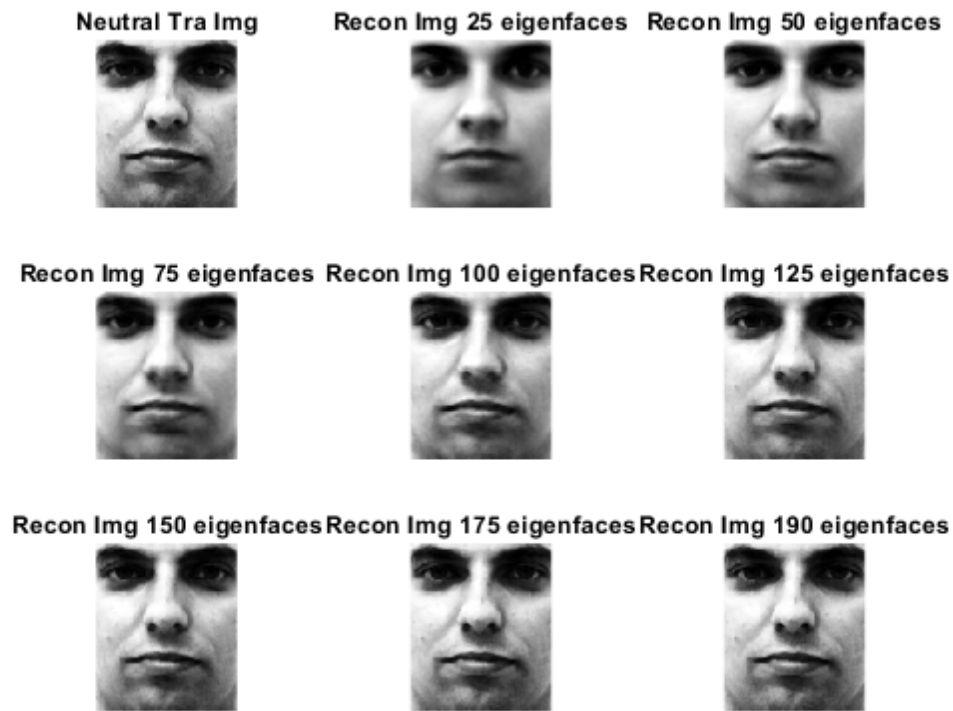 Neutral Tra Img
Recon Img 25 eigenfaces
Recon Img 50 eigenfaces
Recon Img 75 eigenfaces
Recon Img 100 eigenfaces
Recon Img 125 eigenfaces
Recon Img 150 eigenfaces
Recon Img 175 eigenfaces
Recon Img 190 eigenfaces